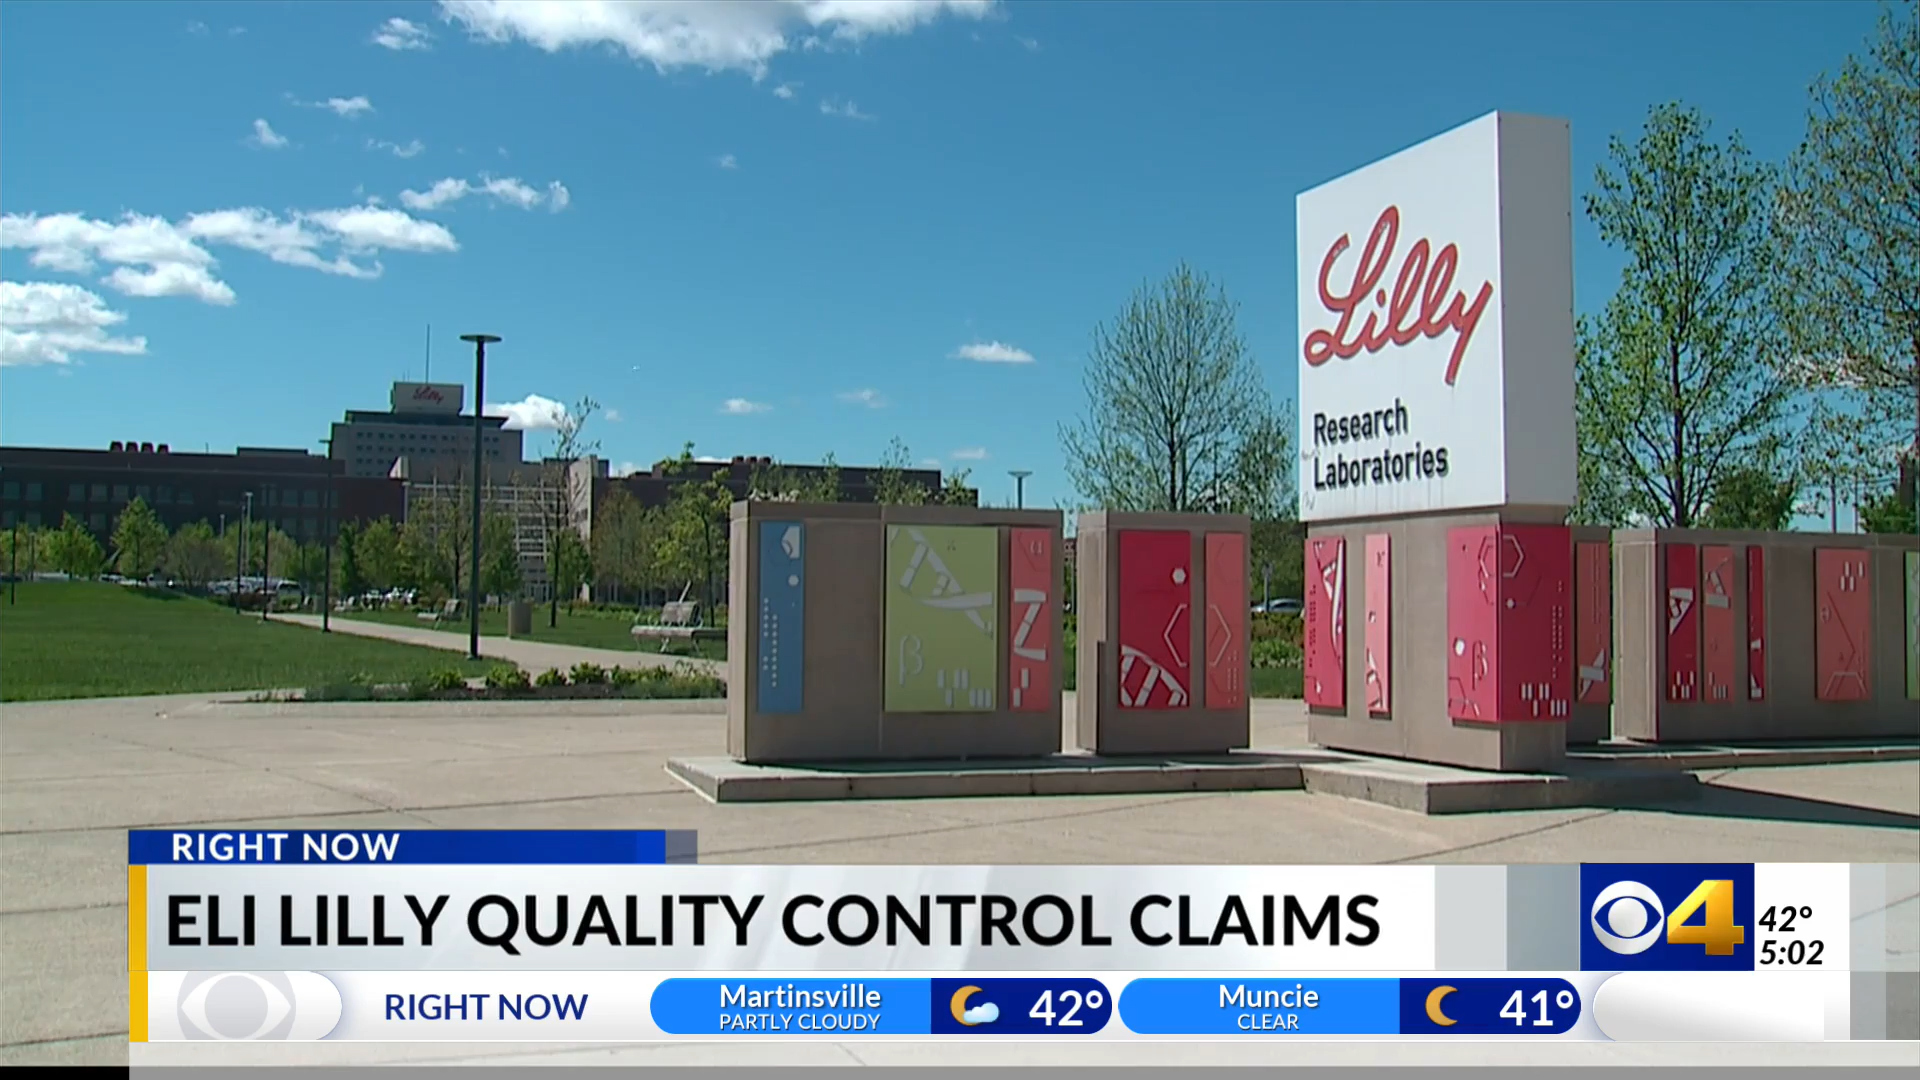 Lilly
Lilly
Research
Laboratories
β
β
RIGHT NOW
ELI LILLY QUALITY CONTROL CLAIMS
4
42°
5:02
RIGHT NOW
Martinsville
PARTLY CLOUDY
42°
Muncie
CLEAR
41°